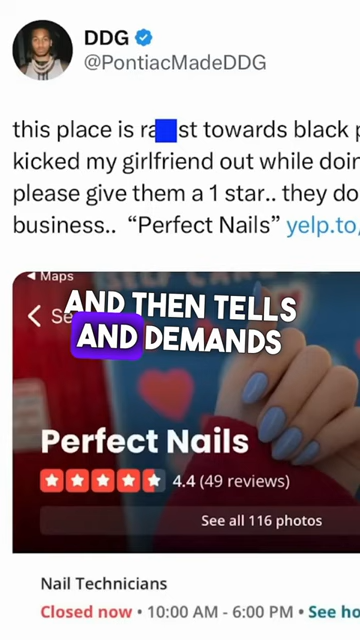 DDG
@PontiacMadeDDG
this place is ra st towards black p
kicked my girlfriend out while doin
please give them a 1 star.. they do
business.. “Perfect Nails” yelp.to/
Maps
AND THEN TELLS
AND DEMANDS
Perfect Nails
4.4 (49 reviews)
See all 116 photos
Nail Technicians
Closed now • 10:00 AM - 6:00 PM • See ho